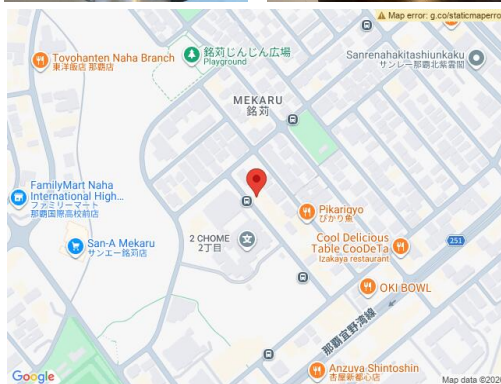 Map error: g.co/staticmaperro
Toyohanten Naha Branch
東洋飯店 那覇店
銘苅じんじん広場
Playground
Sanrenahakitashiunkaku
サンレー那覇北紫雲閣
MEKARU
銘苅
FamilyMart Naha
International High...
ファミリーマート
那覇国際高校前店
Pikarigyo
ぴかり魚
San-A Mekaru
サンエー銘苅店
2 CHOME
2丁目
Cool Delicious
Table CooDeTa
Izakaya restaurant
251
OKI BOWL
那覇宜野湾線
Anzuya Shintoshin
杏屋新都心店
Google
Map data ©202